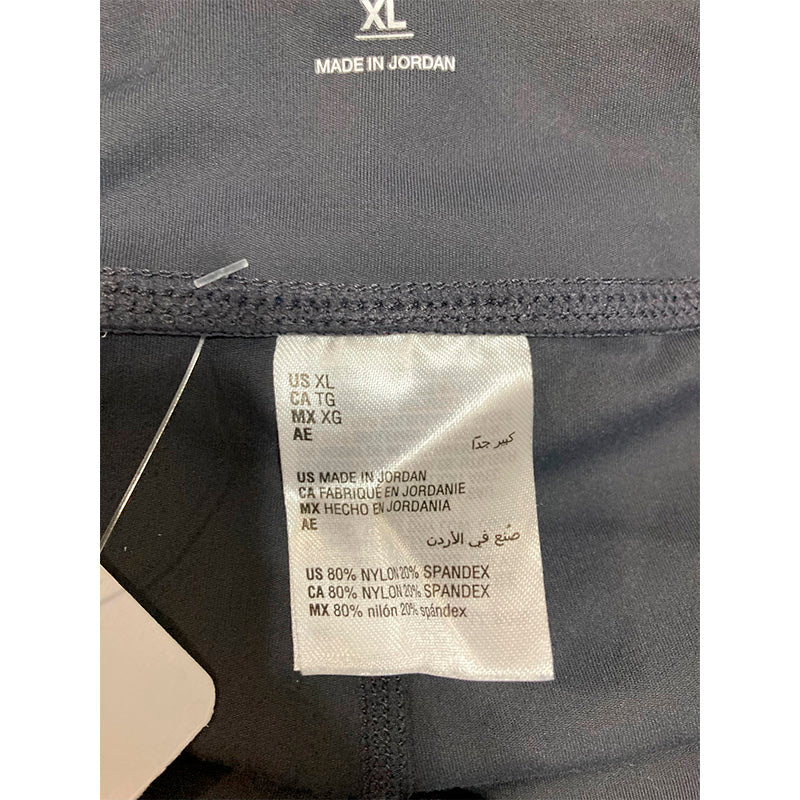 XL
MADE IN JORDAN
US XL
CA TG
MX XG
AE
كبير جدًا
US MADE IN JORDAN
CA FABRIQUÉ EN JORDANIE
MX HECHO EN JORDANIA
AE
صُنع في الأردن
US 80% NYLON 20% SPANDEX
CA 80% NYLON 20% SPANDEX
MX 80% nilón 20% spándex